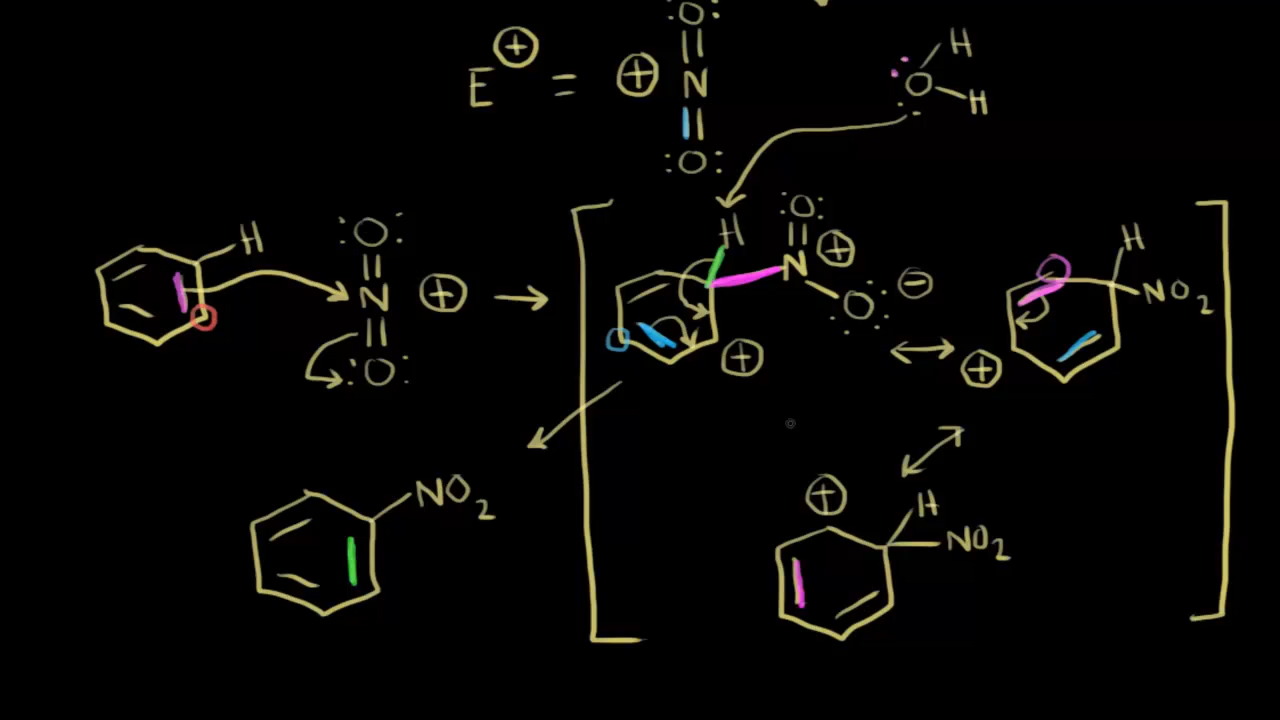 :O:
E ⊕ = ⊕ N
:O:
:O H
H
H :O: N ⊕ O ⊖
H :O: N ⊕ :O:
⊕
H NO2
⊕
NO2
⊕ H NO2